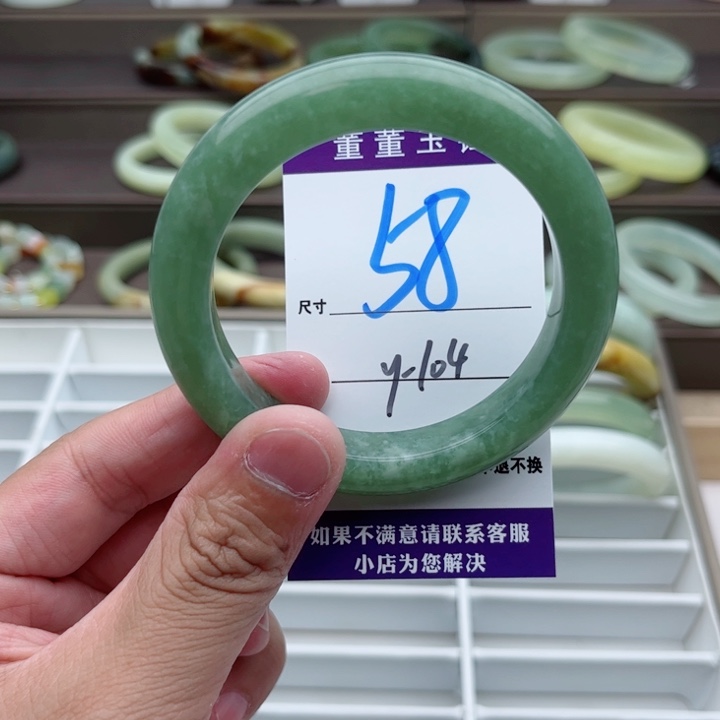 董董玉
58
尺寸
y-104
不换
如果不满意请联系客服
小店为您解决